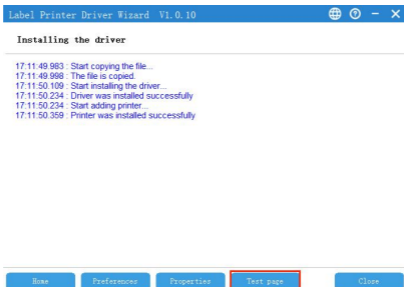 Label Printer Driver Wizard V1.0.10
Installing the driver
17:11:49.983 : Start copying the file...
17:11:49.998 : The file is copied.
17:11:50.109 : Start installing the driver...
17:11:50.234 : Driver was installed successfully
17:11:50.234 : Start adding printer...
17:11:50.359 : Printer was installed successfully
Home Preferences Properties Test page Close